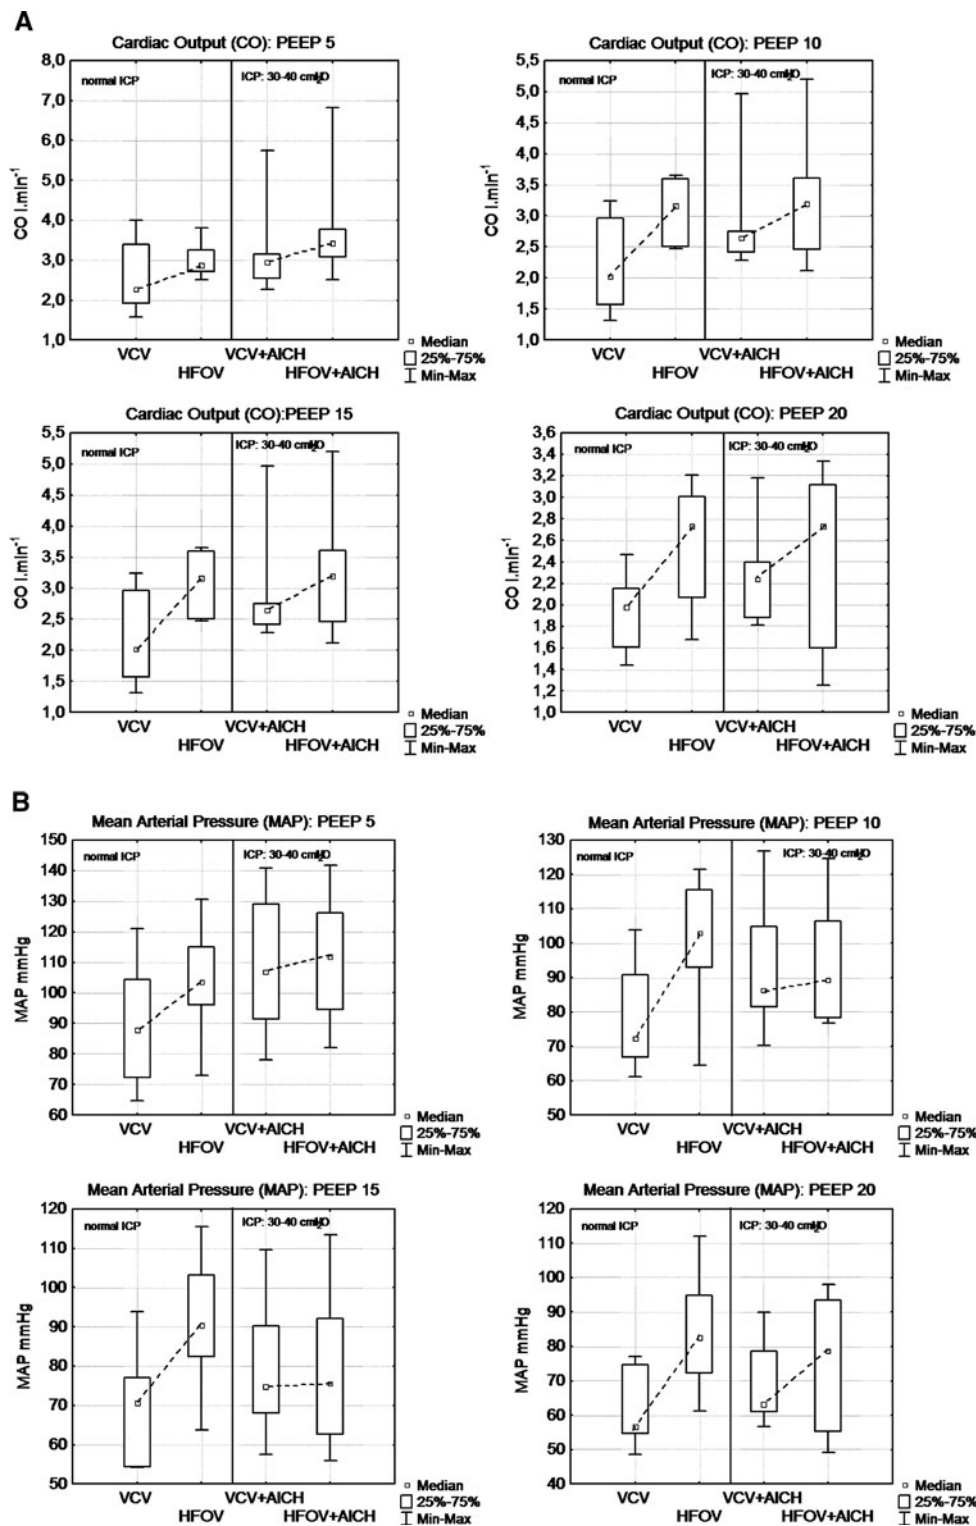 A
Cardiac Output (CO): PEEP 5
8,0
7,0
6,0
5,0
4,0
3,0
2,0
1,0
CO l.min-1
normal ICP
ICP: 30-40 cmH2O
VCV
HFOV
VCV+AICH
HFOV+AICH
Median
25%-75%
Min-Max
Cardiac Output (CO): PEEP 10
5,5
5,0
4,5
4,0
3,5
3,0
2,5
2,0
1,5
1,0
CO l.min-1
normal ICP
ICP: 30-40 cmH2O
VCV
HFOV
VCV+AICH
HFOV+AICH
Median
25%-75%
Min-Max
Cardiac Output (CO):PEEP 15
5,5
5,0
4,5
4,0
3,5
3,0
2,5
2,0
1,5
1,0
CO l.min-1
normal ICP
ICP: 30-40 cmH2O
VCV
HFOV
VCV+AICH
HFOV+AICH
Median
25%-75%
Min-Max
Cardiac Output (CO): PEEP 20
3,6
3,4
3,2
3,0
2,8
2,6
2,4
2,2
2,0
1,8
1,6
1,4
1,2
1,0
CO l.min-1
normal ICP
ICP: 30-40 cmH2O
VCV
HFOV
VCV+AICH
HFOV+AICH
Median
25%-75%
Min-Max
B
Mean Arterial Pressure (MAP): PEEP 5
150
140
130
120
110
100
90
80
70
60
MAP mmHg
normal ICP
ICP: 30-40 cmH2O
VCV
HFOV
VCV+AICH
HFOV+AICH
Median
25%-75%
Min-Max
Mean Arterial Pressure (MAP): PEEP 10
130
120
110
100
90
80
70
60
50
MAP mmHg
normal ICP
ICP: 30-40 cmH2O
VCV
HFOV
VCV+AICH
HFOV+AICH
Median
25%-75%
Min-Max
Mean Arterial Pressure (MAP): PEEP 15
120
110
100
90
80
70
60
50
MAP mmHg
normal ICP
ICP: 30-40 cmH2O
VCV
HFOV
VCV+AICH
HFOV+AICH
Median
25%-75%
Min-Max
Mean Arterial Pressure (MAP): PEEP 20
120
110
100
90
80
70
60
50
40
MAP mmHg
normal ICP
ICP: 30-40 cmH2O
VCV
HFOV
VCV+AICH
HFOV+AICH
Median
25%-75%
Min-Max